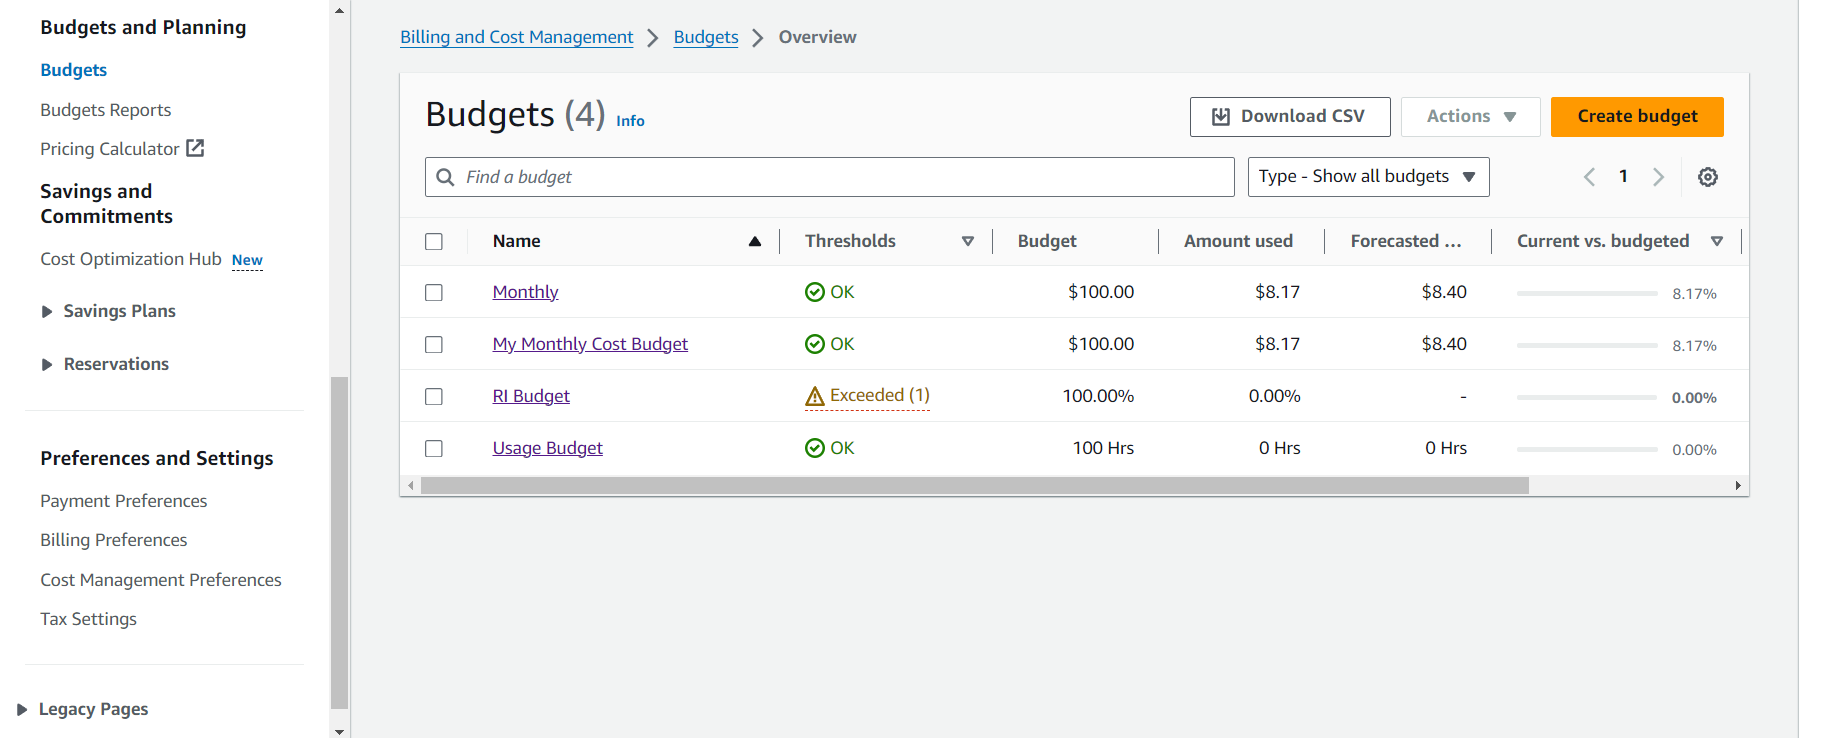 Budgets and Planning
Budgets
Budgets Reports
Pricing Calculator
Savings and
Commitments
Cost Optimization Hub New
Savings Plans
Reservations
Preferences and Settings
Payment Preferences
Billing Preferences
Cost Management Preferences
Tax Settings
Legacy Pages
Billing and Cost Management > Budgets > Overview
Budgets (4) Info
Download CSV
Actions
Create budget
Find a budget
Type - Show all budgets
1
Name Thresholds Budget Amount used Forecasted ... Current vs. budgeted
Monthly OK $100.00 $8.17 $8.40 8.17%
My Monthly Cost Budget OK $100.00 $8.17 $8.40 8.17%
RI Budget Exceeded (1) 100.00% 0.00% - 0.00%
Usage Budget OK 100 Hrs 0 Hrs 0 Hrs 0.00%